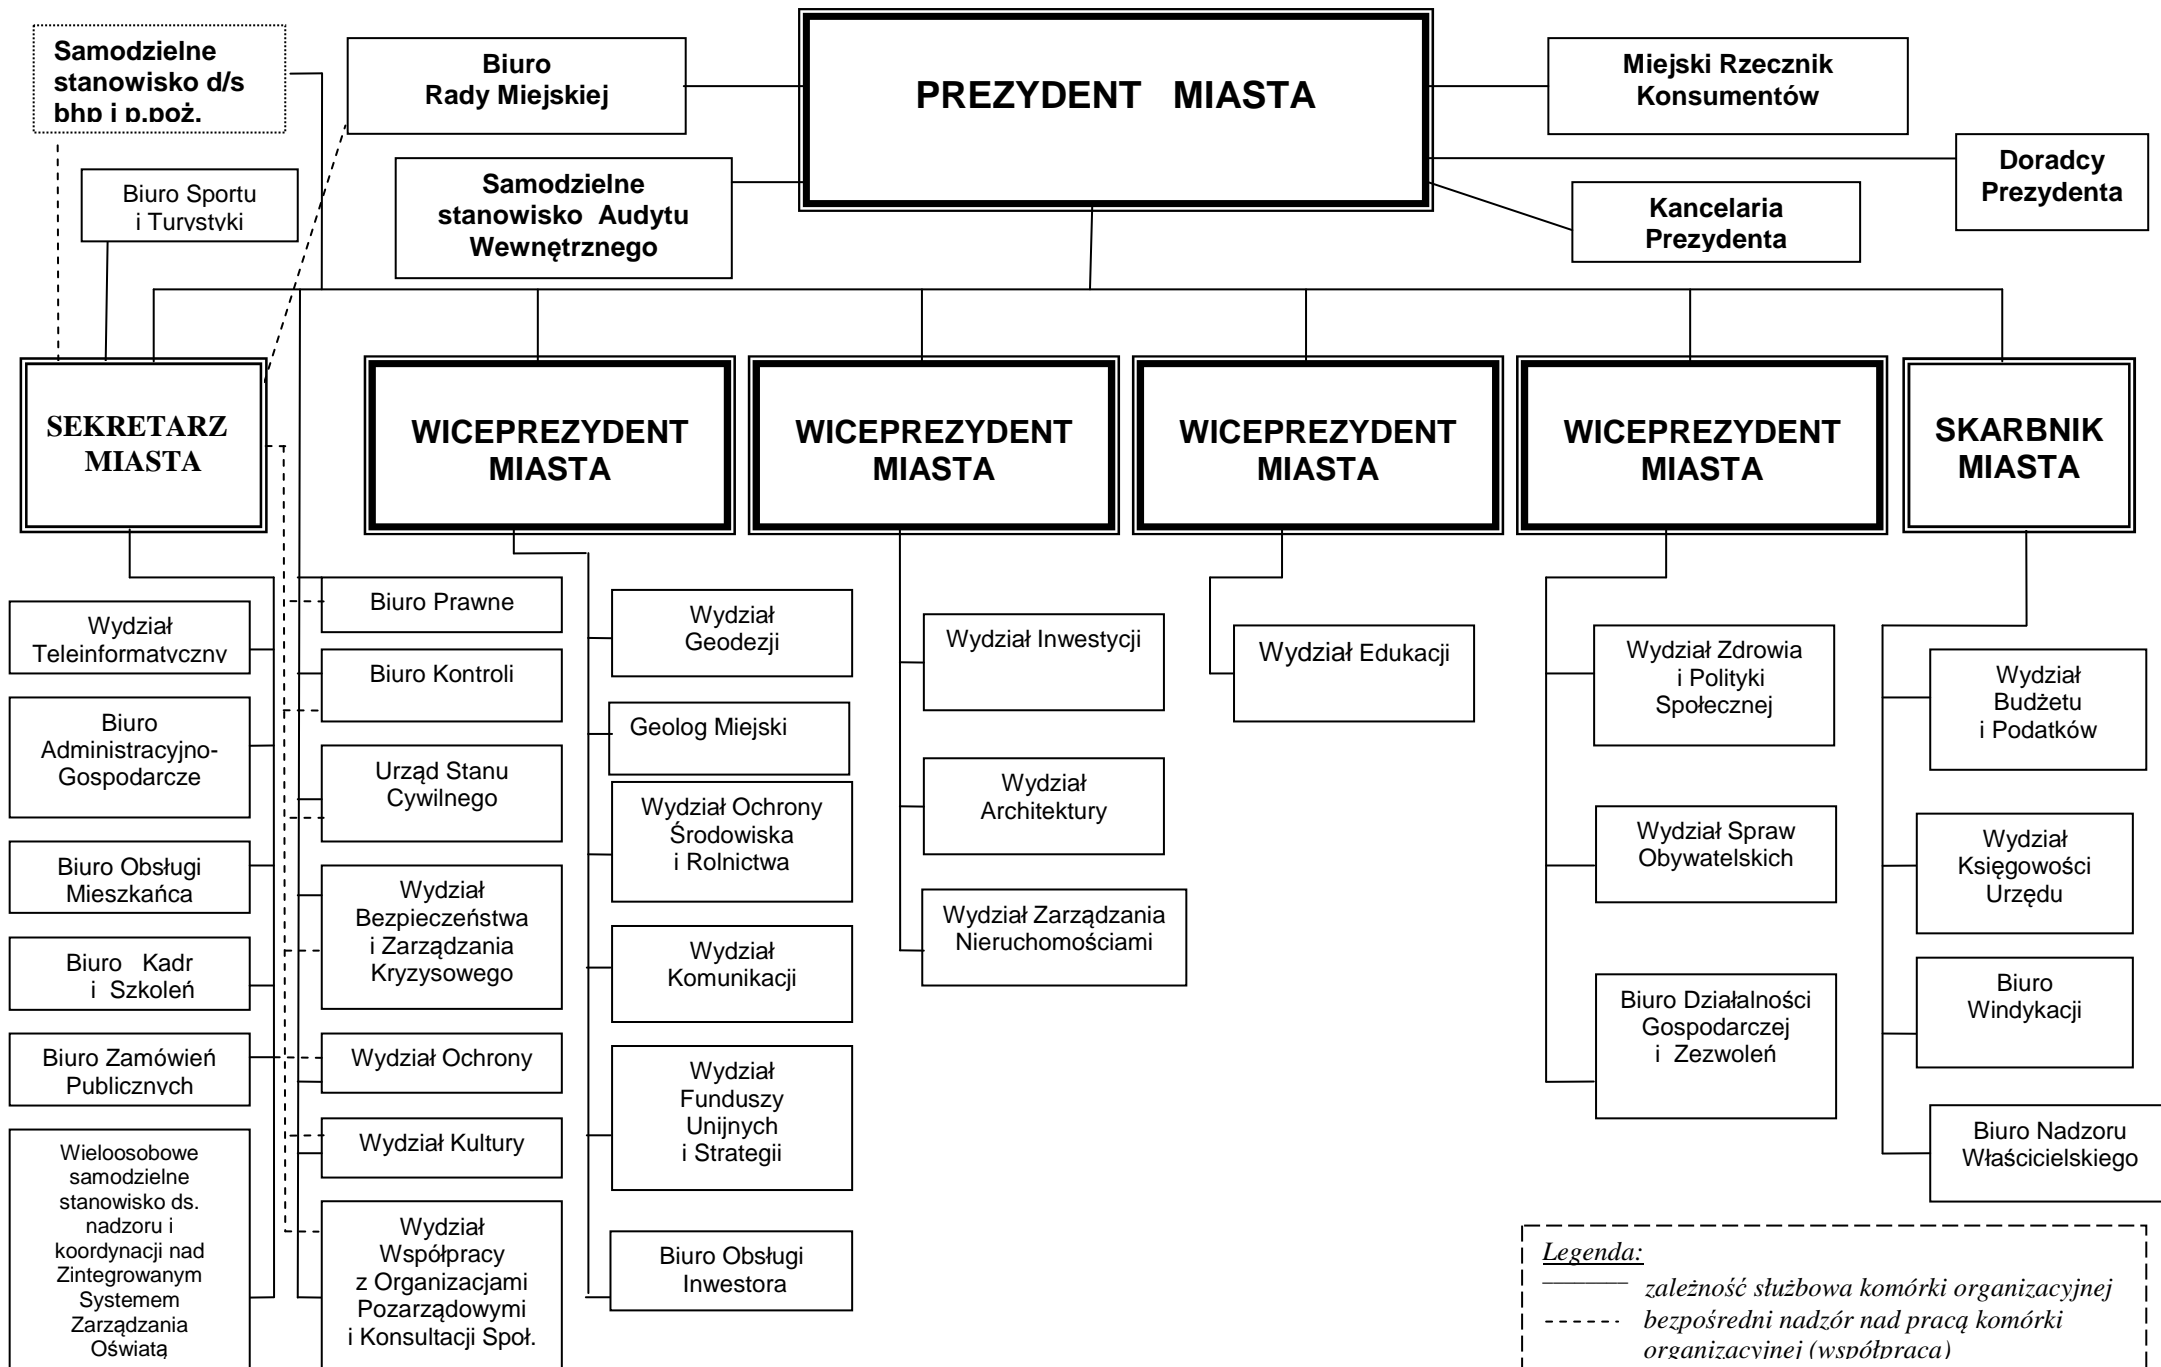 Samodzielne
stanowisko d/s
bhp i p.poż.
Biuro
Rady Miejskiej
PREZYDENT MIASTA
Miejski Rzecznik
Konsumentów
Doradcy
Prezydenta
Biuro Sportu
i Turystyki
Samodzielne
stanowisko Audytu
Wewnętrznego
Kancelaria
Prezydenta
SEKRETARZ
MIASTA
WICEPREZYDENT
MIASTA
WICEPREZYDENT
MIASTA
WICEPREZYDENT
MIASTA
WICEPREZYDENT
MIASTA
SKARBNIK
MIASTA
Wydział
Teleinformatyczny
Biuro
Administracyjno-
Gospodarcze
Biuro Obsługi
Mieszkańca
Biuro Kadr
i Szkoleń
Biuro Zamówień
Publicznych
Wieloosobowe
samodzielne
stanowisko ds.
nadzoru i
koordynacji nad
Zintegrowanym
Systemem
Zarządzania
Oświatą
Biuro Prawne
Biuro Kontroli
Urząd Stanu
Cywilnego
Wydział
Bezpieczeństwa
i Zarządzania
Kryzysowego
Wydział Ochrony
Wydział Kultury
Wydział
Współpracy
z Organizacjami
Pozarządowymi
i Konsultacji Społ.
Wydział
Geodezji
Geolog Miejski
Wydział Ochrony
Środowiska
i Rolnictwa
Wydział
Komunikacji
Wydział
Funduszy
Unijnych
i Strategii
Biuro Obsługi
Inwestora
Wydział Inwestycji
Wydział
Architektury
Wydział Zarządzania
Nieruchomościami
Wydział Edukacji
Wydział Zdrowia
i Polityki
Społecznej
Wydział Spraw
Obywatelskich
Biuro Działalności
Gospodarczej
i Zezwoleń
Wydział
Budżetu
i Podatków
Wydział
Księgowości
Urzędu
Biuro
Windykacji
Biuro Nadzoru
Właścicielskiego
Legenda:
zależność służbowa komórki organizacyjnej
bezpośredni nadzór nad pracą komórki
organizacyjnej (współpraca)